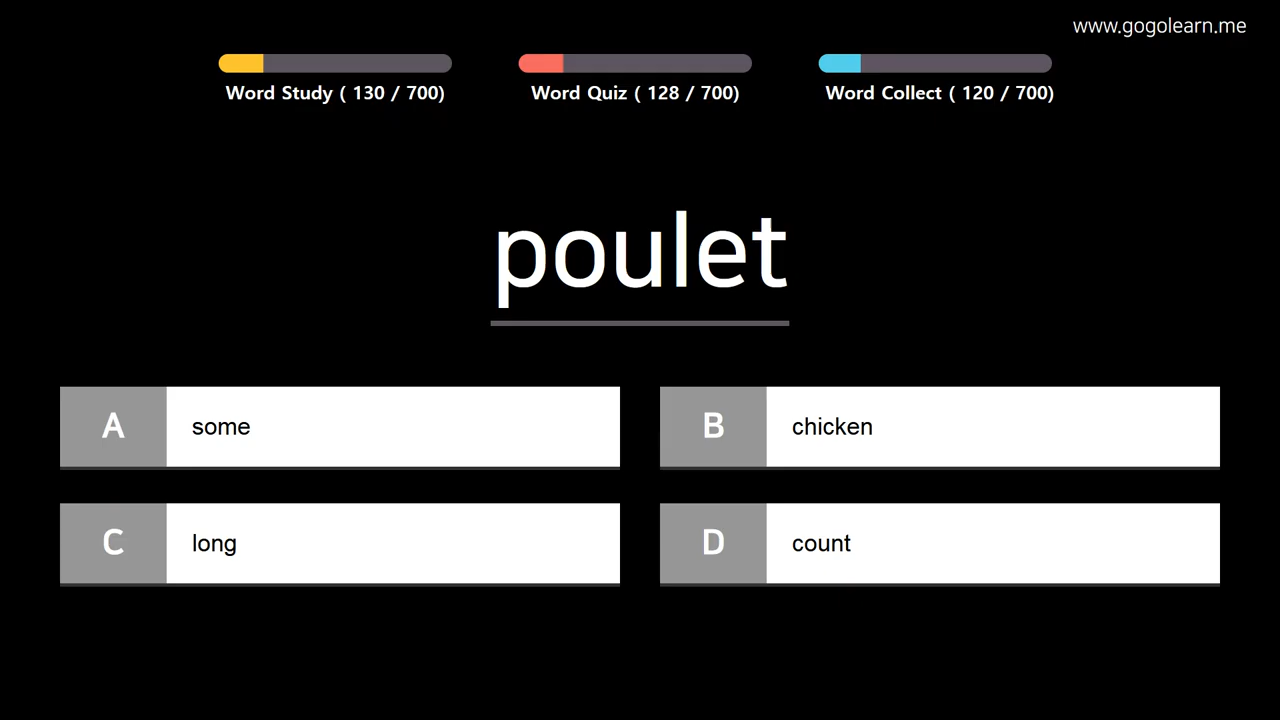 www.gogolearn.me
Word Study ( 130 / 700)
Word Quiz ( 128 / 700)
Word Collect ( 120 / 700)
poulet
A some
B chicken
C long
D count